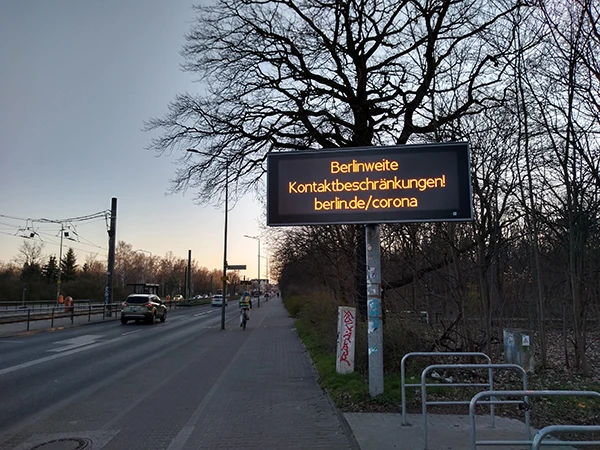 Berlinweite
Kontaktbeschränkungen!
berlin.de/corona